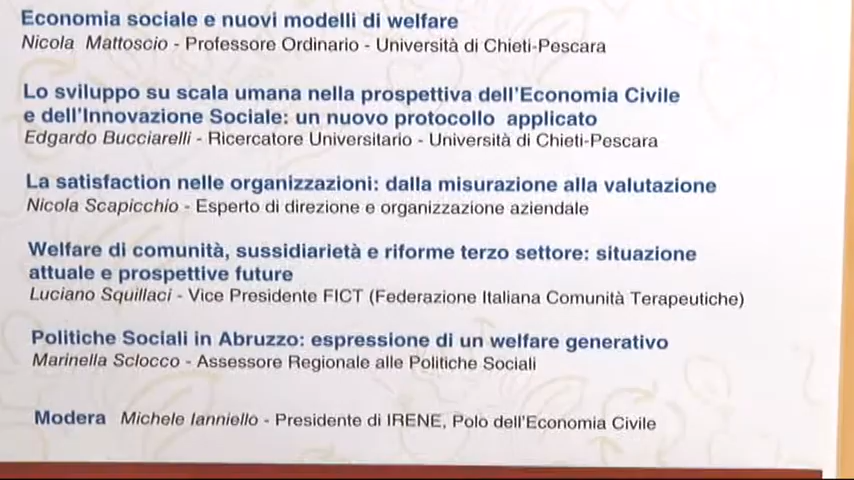 Economia sociale e nuovi modelli di welfare
Nicola Mattoscio - Professore Ordinario - Università di Chieti-Pescara
Lo sviluppo su scala umana nella prospettiva dell'Economia Civile
e dell'Innovazione Sociale: un nuovo protocollo applicato
Edgardo Bucciarelli - Ricercatore Universitario - Università di Chieti-Pescara
La satisfaction nelle organizzazioni: dalla misurazione alla valutazione
Nicola Scapicchio - Esperto di direzione e organizzazione aziendale
Welfare di comunità, sussidiarietà e riforme terzo settore: situazione
attuale e prospettive future
Luciano Squillaci - Vice Presidente FICT (Federazione Italiana Comunità Terapeutiche)
Politiche Sociali in Abruzzo: espressione di un welfare generativo
Marinella Sclocco - Assessore Regionale alle Politiche Sociali
Modera Michele Ianniello - Presidente di IRENE, Polo dell'Economia Civile